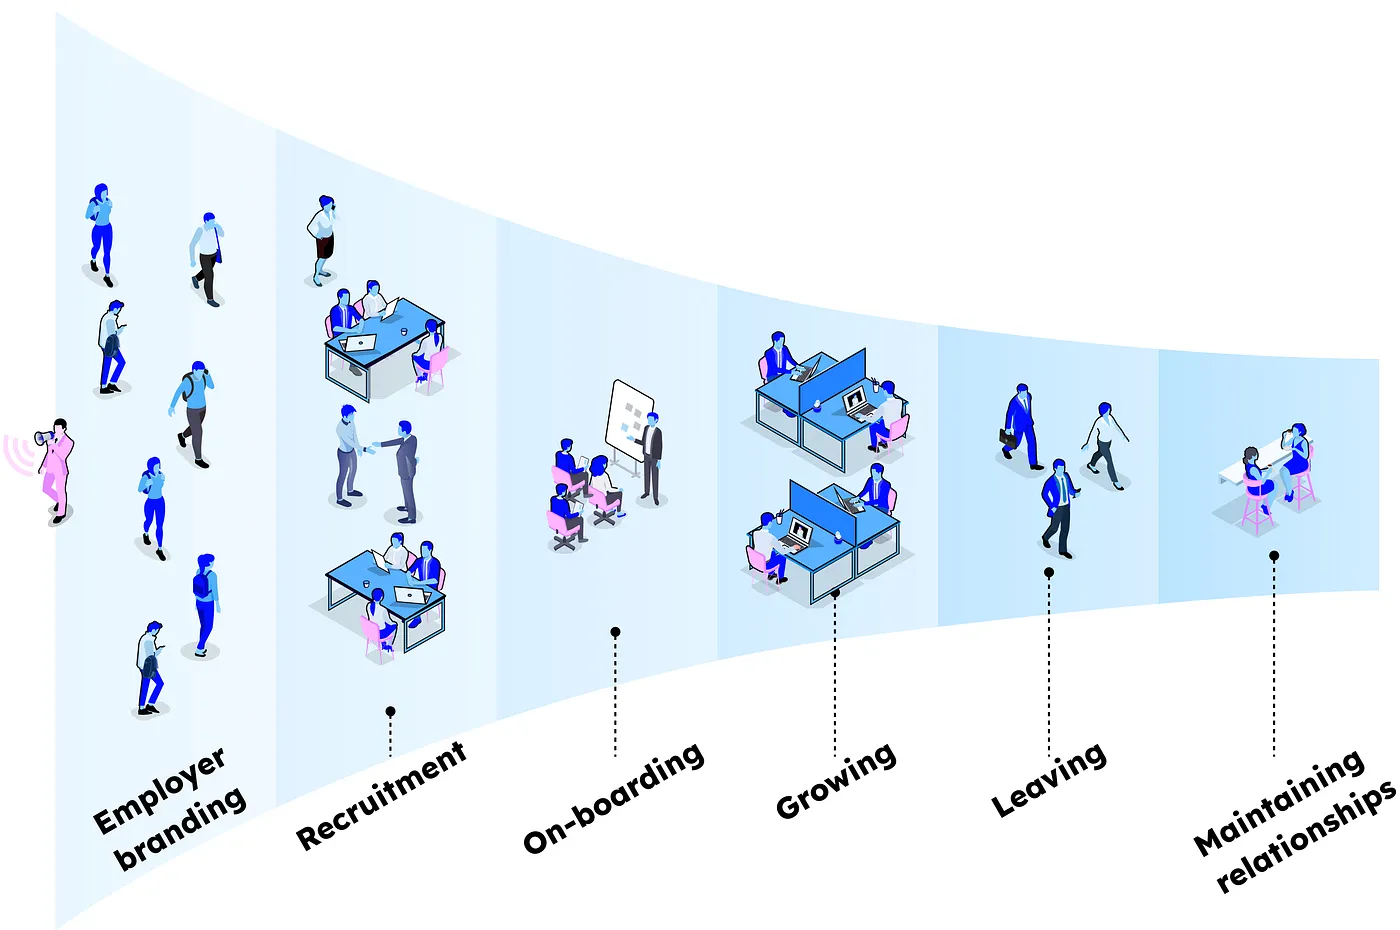 Employer
branding
Recruitment
On-boarding
Growing
Leaving
Maintaining
relationships